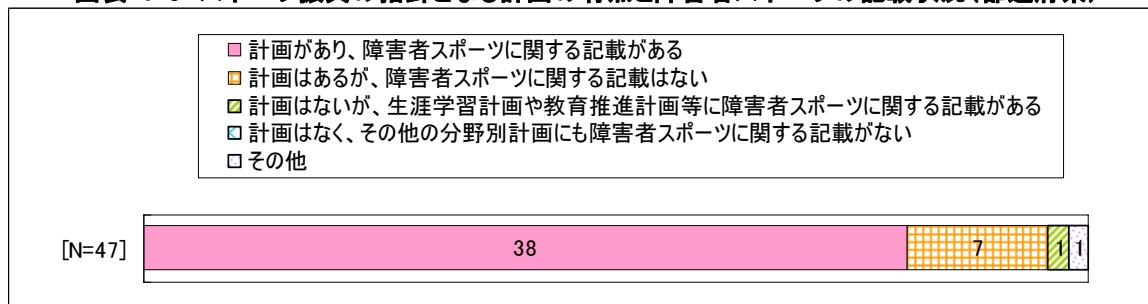 計画があり、障害者スポーツに関する記載がある
計画はあるが、障害者スポーツに関する記載はない
計画はないが、生涯学習計画や教育推進計画等に障害者スポーツに関する記載がある
計画はなく、その他の分野別計画にも障害者スポーツに関する記載がない
その他
[N=47] 38 7 1 1